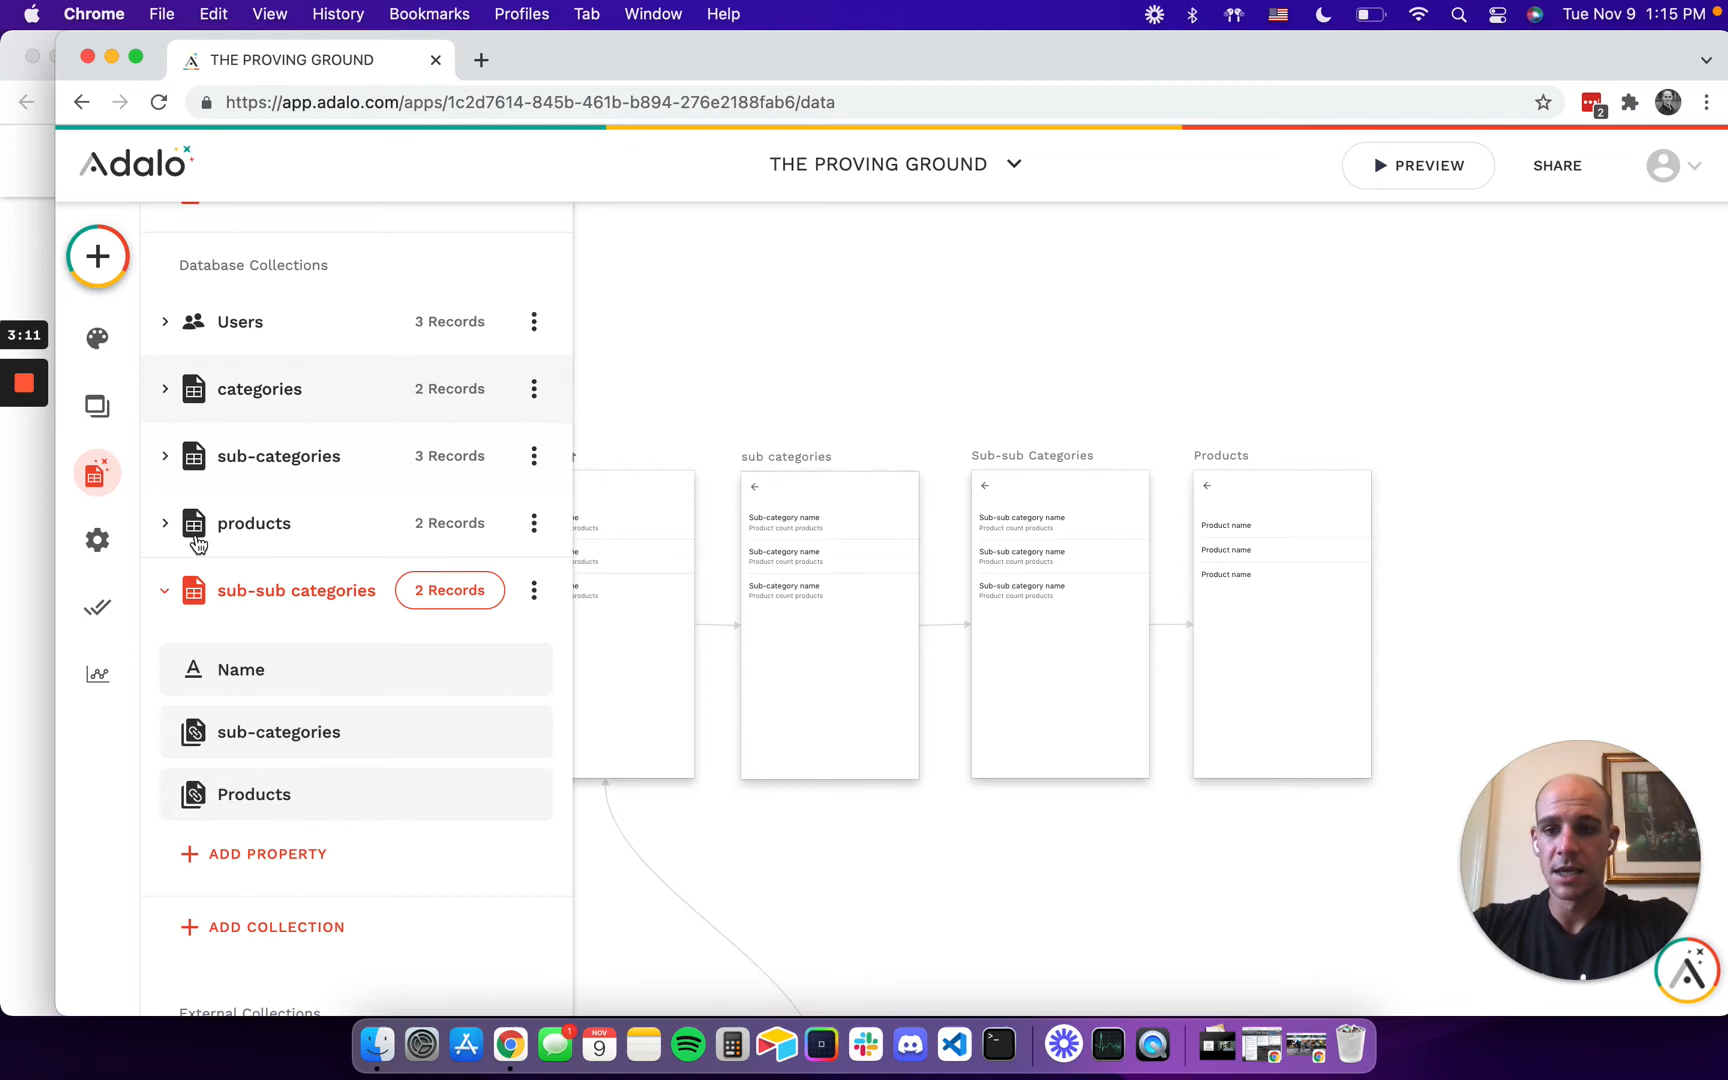 Chrome File Edit View History Bookmarks Profiles Tab Window Help Tue Nov 9 1:15 PM
THE PROVING GROUND
https://app.adalo.com/apps/1c2d7614-845b-461b-b894-276e2188fab6/data
2
Adalo
THE PROVING GROUND
PREVIEW
SHARE
3:11
Database Collections
Users 3 Records
categories 2 Records
sub-categories 3 Records
products 2 Records
sub-sub categories 2 Records
Name
sub-categories
Products
+ ADD PROPERTY
+ ADD COLLECTION
External Collections
sub categories
Sub-category name
Product count products
Sub-category name
Product count products
Sub-category name
Product count products
Sub-sub Categories
Sub-sub category name
Product count products
Sub-sub category name
Product count products
Sub-sub category name
Product count products
Products
Product name
Product name
Product name
1
NOV
9